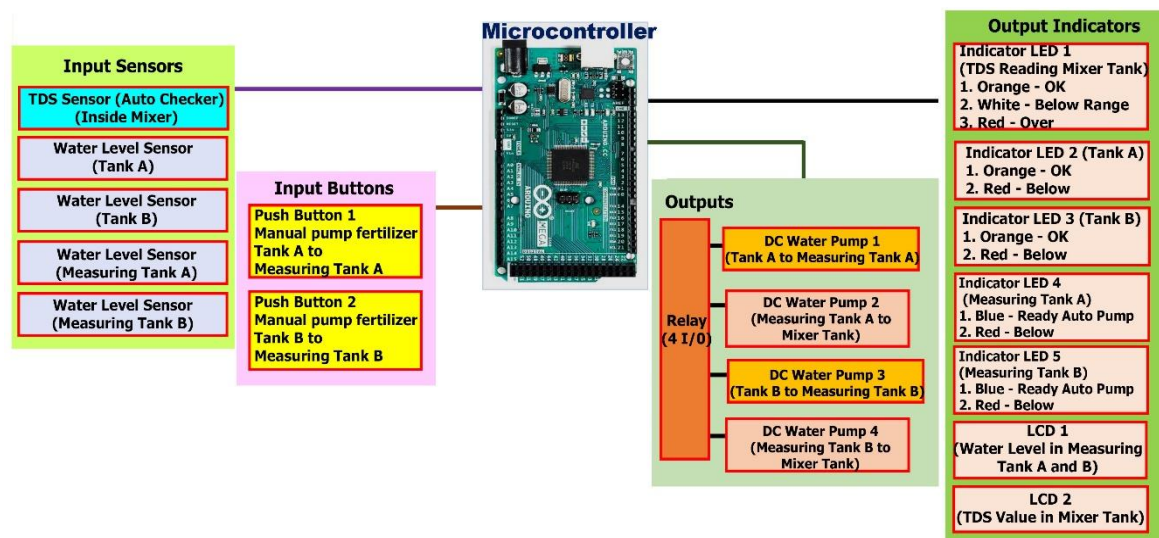 Microcontroller
Input Sensors
TDS Sensor (Auto Checker)
(Inside Mixer)
Water Level Sensor
(Tank A)
Water Level Sensor
(Tank B)
Water Level Sensor
(Measuring Tank A)
Water Level Sensor
(Measuring Tank B)
Input Buttons
Push Button 1
Manual pump fertilizer
Tank A to
Measuring Tank A
Push Button 2
Manual pump fertilizer
Tank B to
Measuring Tank B
ARDUINO
MEGA
ARDUINO.CC
Outputs
Relay
(4 I/0)
DC Water Pump 1
(Tank A to Measuring Tank A)
DC Water Pump 2
(Measuring Tank A to
Mixer Tank)
DC Water Pump 3
(Tank B to Measuring Tank B)
DC Water Pump 4
(Measuring Tank B to
Mixer Tank)
Output Indicators
Indicator LED 1
(TDS Reading Mixer Tank)
1. Orange - OK
2. White - Below Range
3. Red - Over
Indicator LED 2 (Tank A)
1. Orange - OK
2. Red - Below
Indicator LED 3 (Tank B)
1. Orange - OK
2. Red - Below
Indicator LED 4
(Measuring Tank A)
1. Blue - Ready Auto Pump
2. Red - Below
Indicator LED 5
(Measuring Tank B)
1. Blue - Ready Auto Pump
2. Red - Below
LCD 1
(Water Level in Measuring
Tank A and B)
LCD 2
(TDS Value in Mixer Tank)